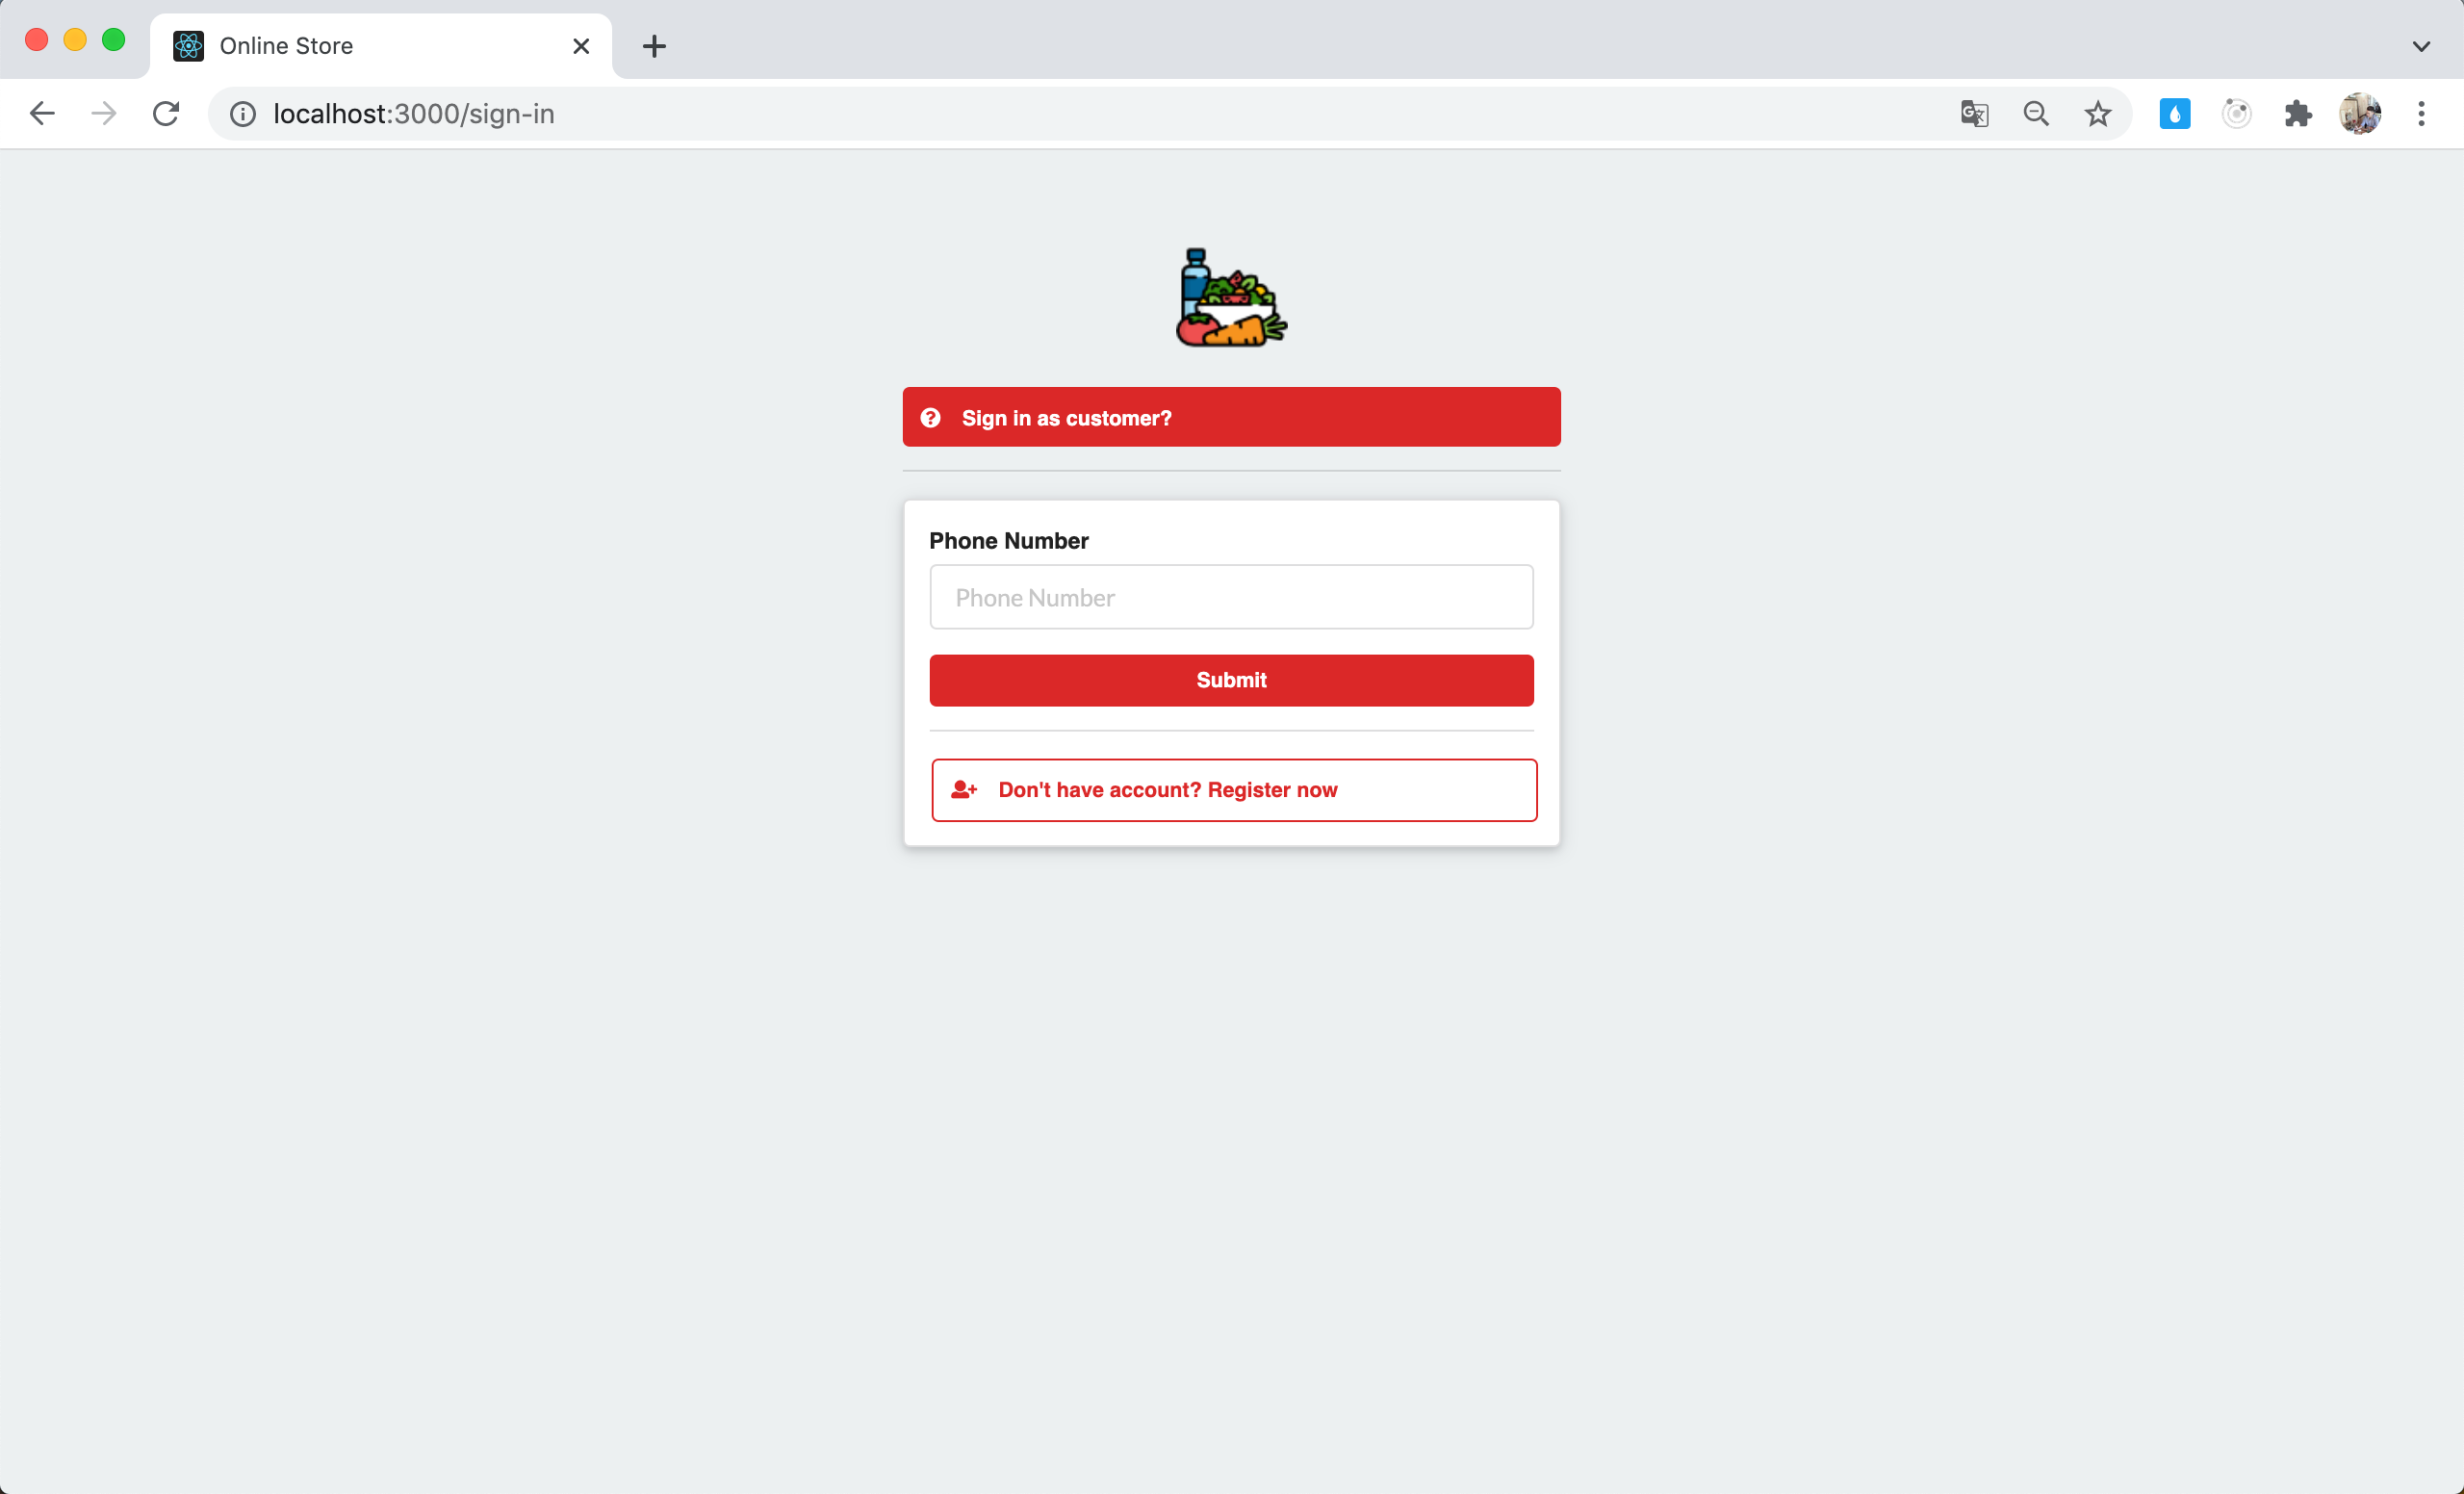 Online Store
localhost:3000/sign-in
Sign in as customer?
Phone Number
Phone Number
Submit
Don't have account? Register now